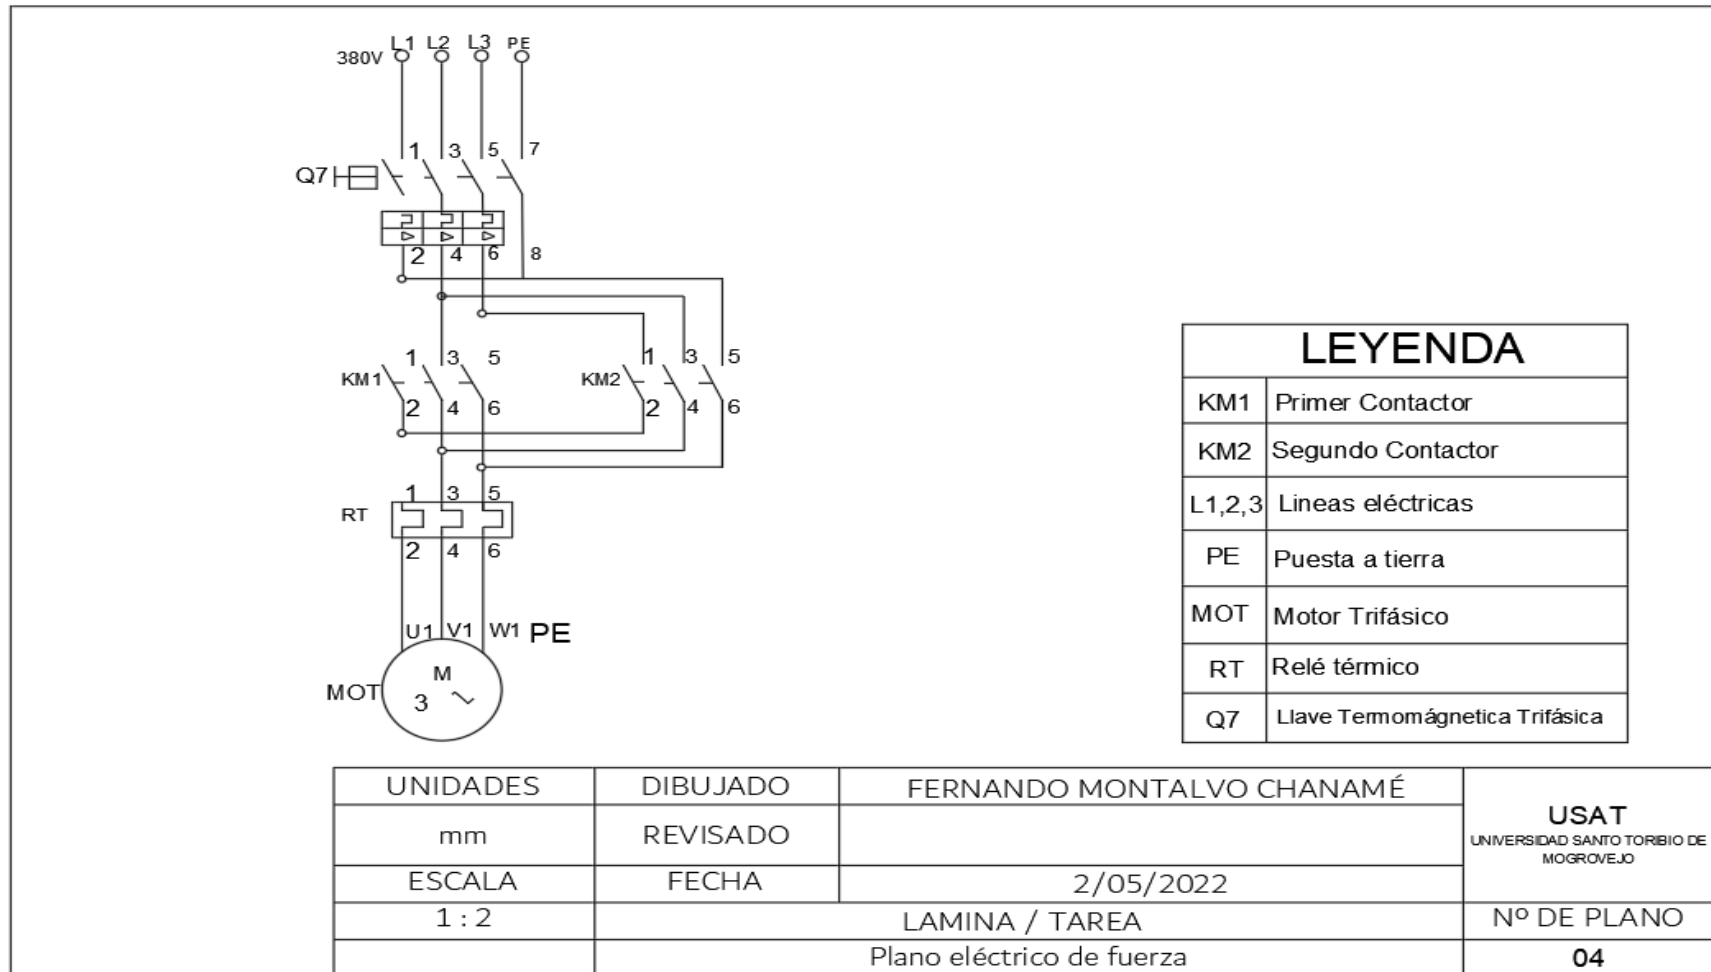 L1 L2 L3 PE
380V
1 3 5 7
Q7
2 4 6 8
1 3 5 1 3 5
KM1 KM2
2 4 6 2 4 6
1 3 5
RT
2 4 6
U1 V1 W1 PE
M
MOT 3
LEYENDA
KM1 Primer Contactor
KM2 Segundo Contactor
L1,2,3 Lineas eléctricas
PE Puesta a tierra
MOT Motor Trifásico
RT Relé térmico
Q7 Llave Termomágnetica Trifásica
UNIDADES DIBUJADO FERNANDO MONTALVO CHANAMÉ
mm REVISADO
USAT
UNIVERSIDAD SANTO TORIBIO DE
MOGROVEJO
ESCALA FECHA 2/05/2022
1 : 2 LAMINA / TAREA Nº DE PLANO
Plano eléctrico de fuerza 04